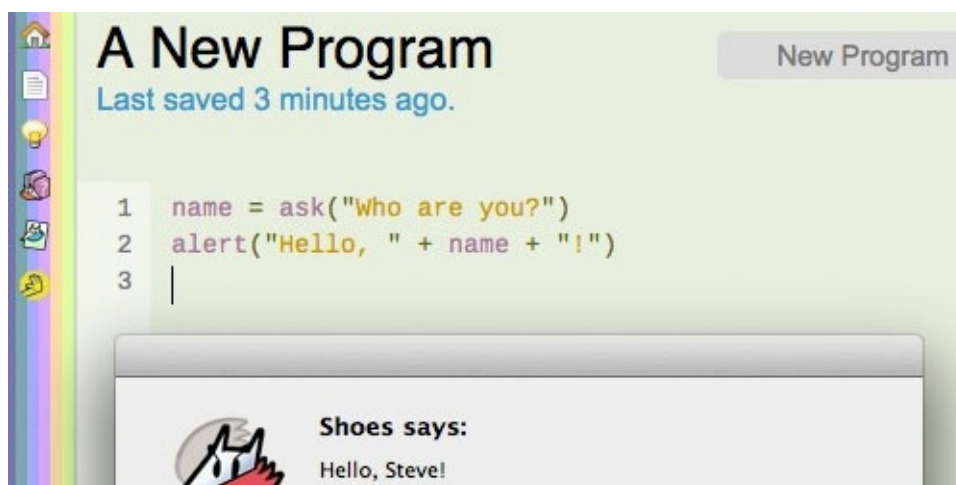 A New Program
New Program
Last saved 3 minutes ago.
1 name = ask("Who are you?")
2 alert("Hello, " + name + "!")
3
Shoes says:
Hello, Steve!